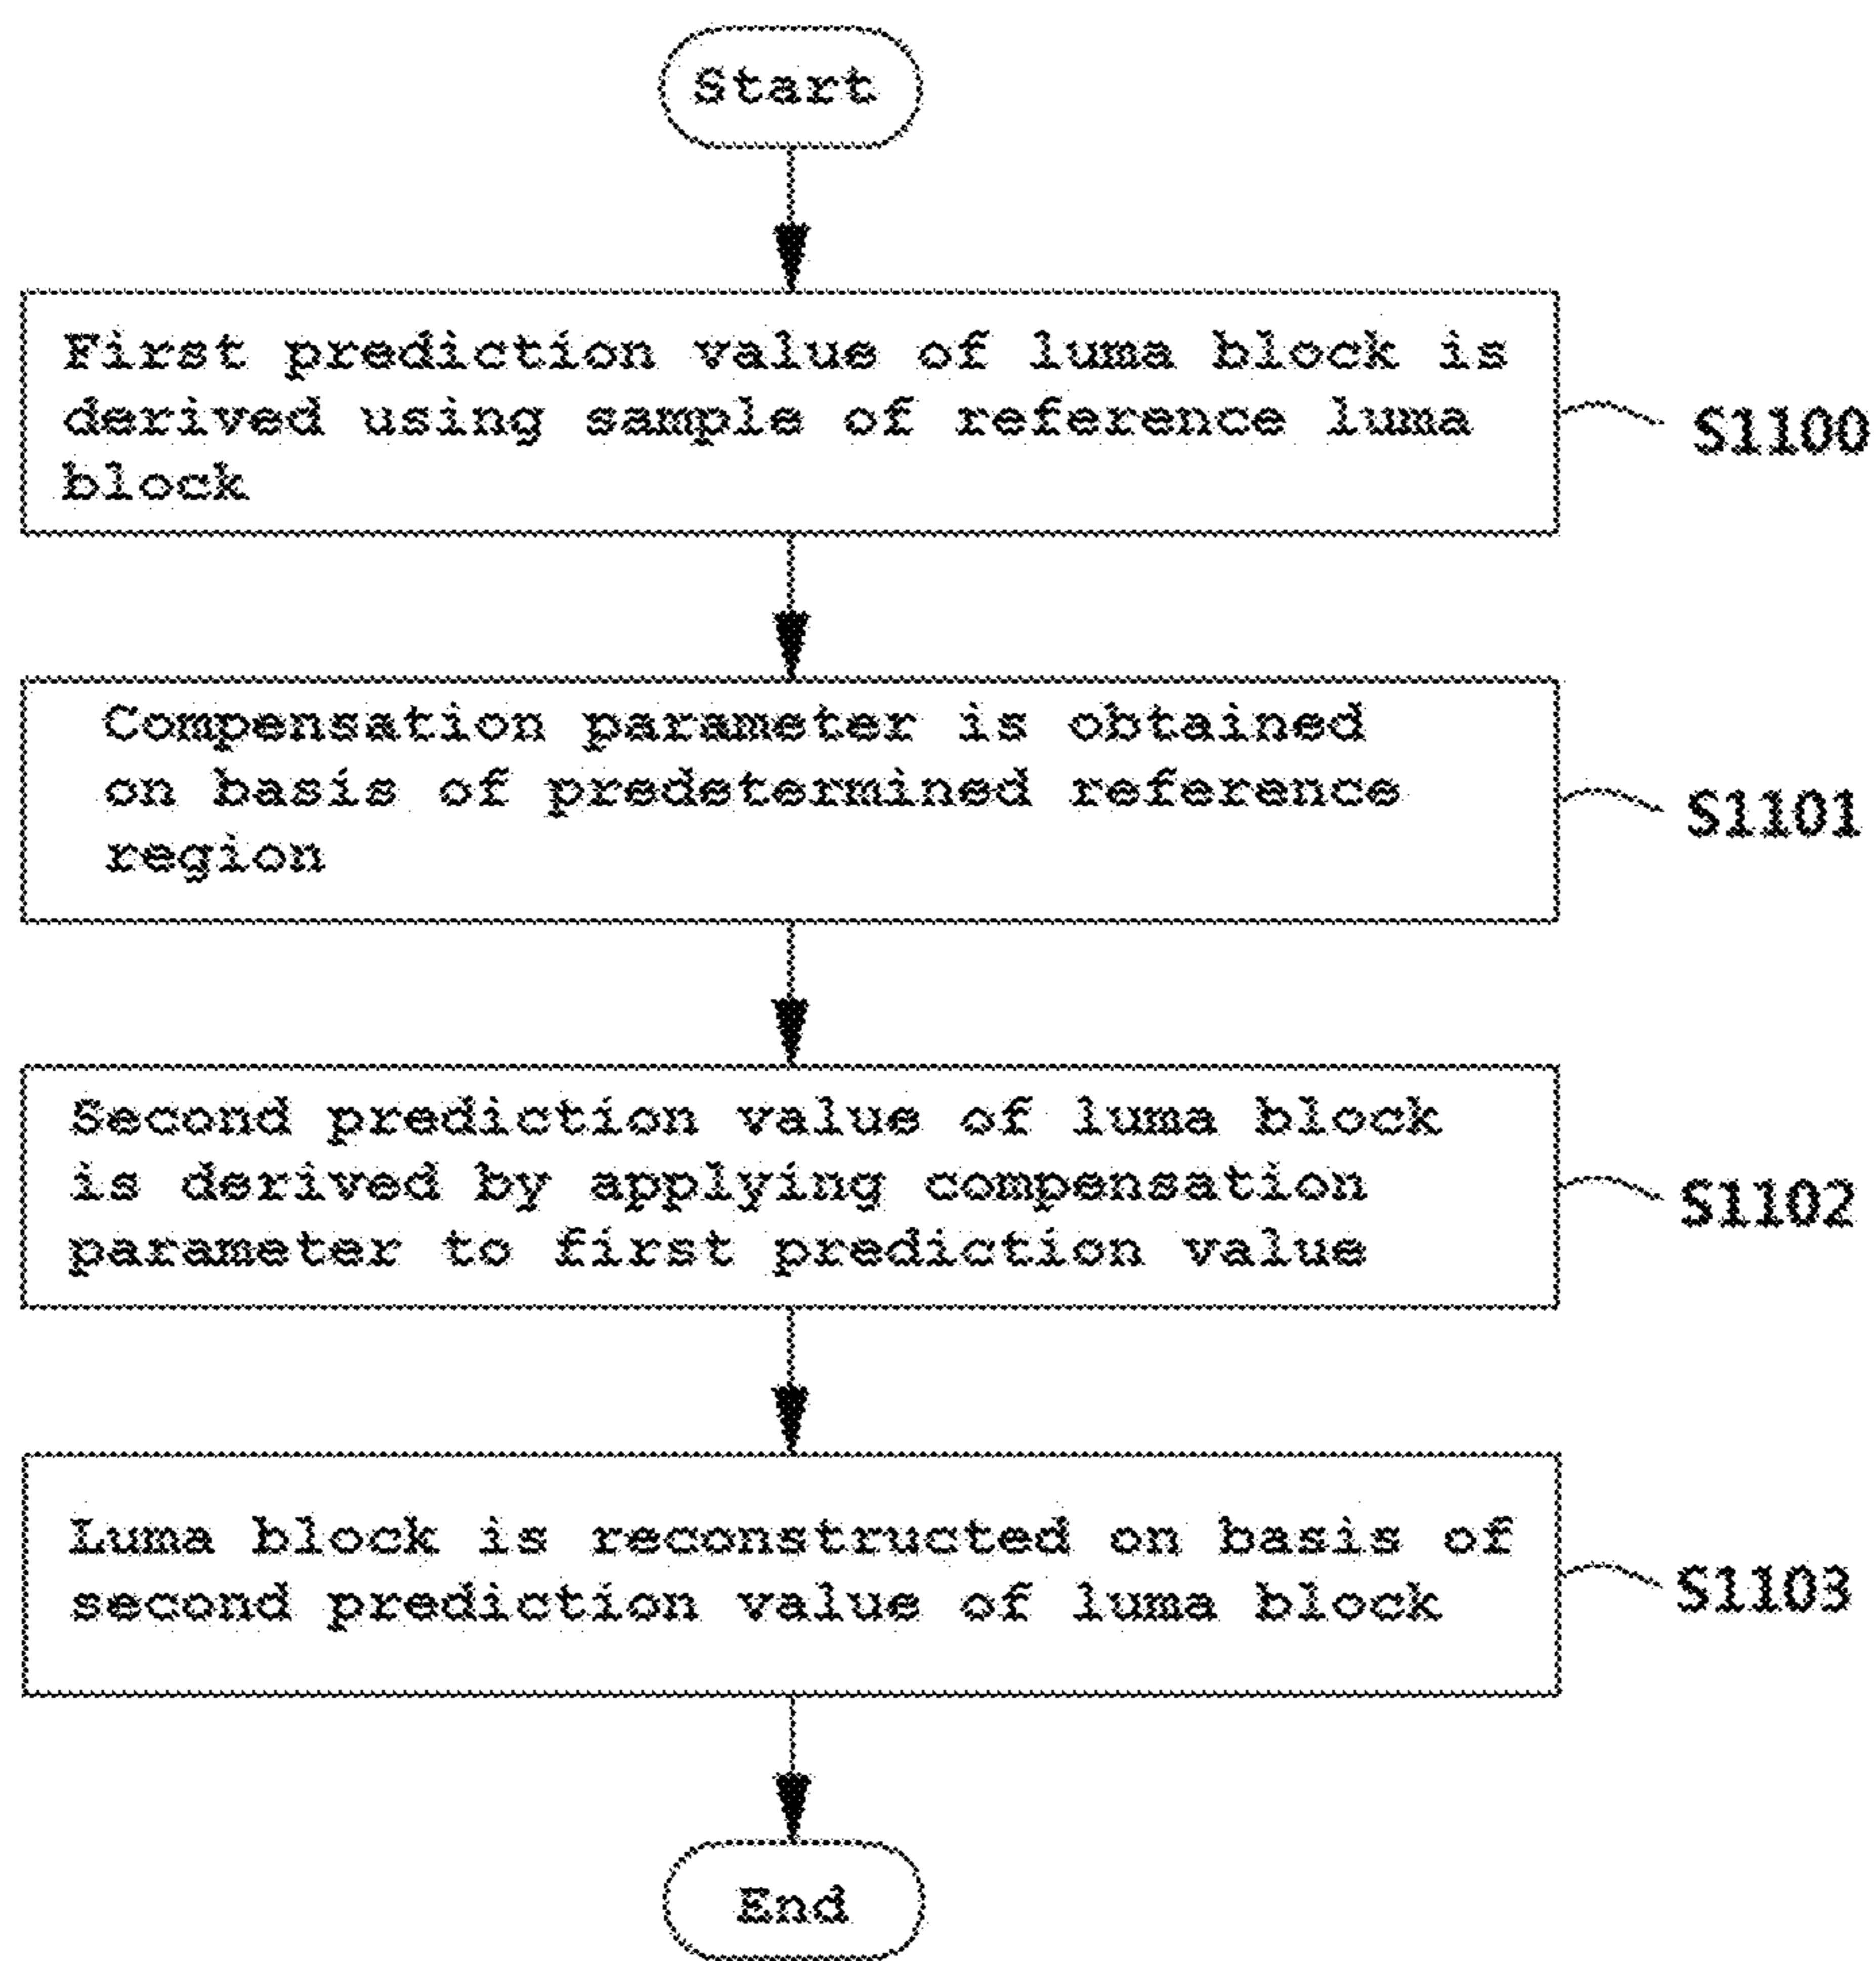 Start
First prediction value of luma block is
derived using sample of reference luma
block
S1100
Compensation parameter is obtained
on basis of predetermined reference
region
S1101
Second prediction value of luma block
is derived by applying compensation
parameter to first prediction value
S1102
Luma block is reconstructed on basis of
second prediction value of luma block
S1103
End